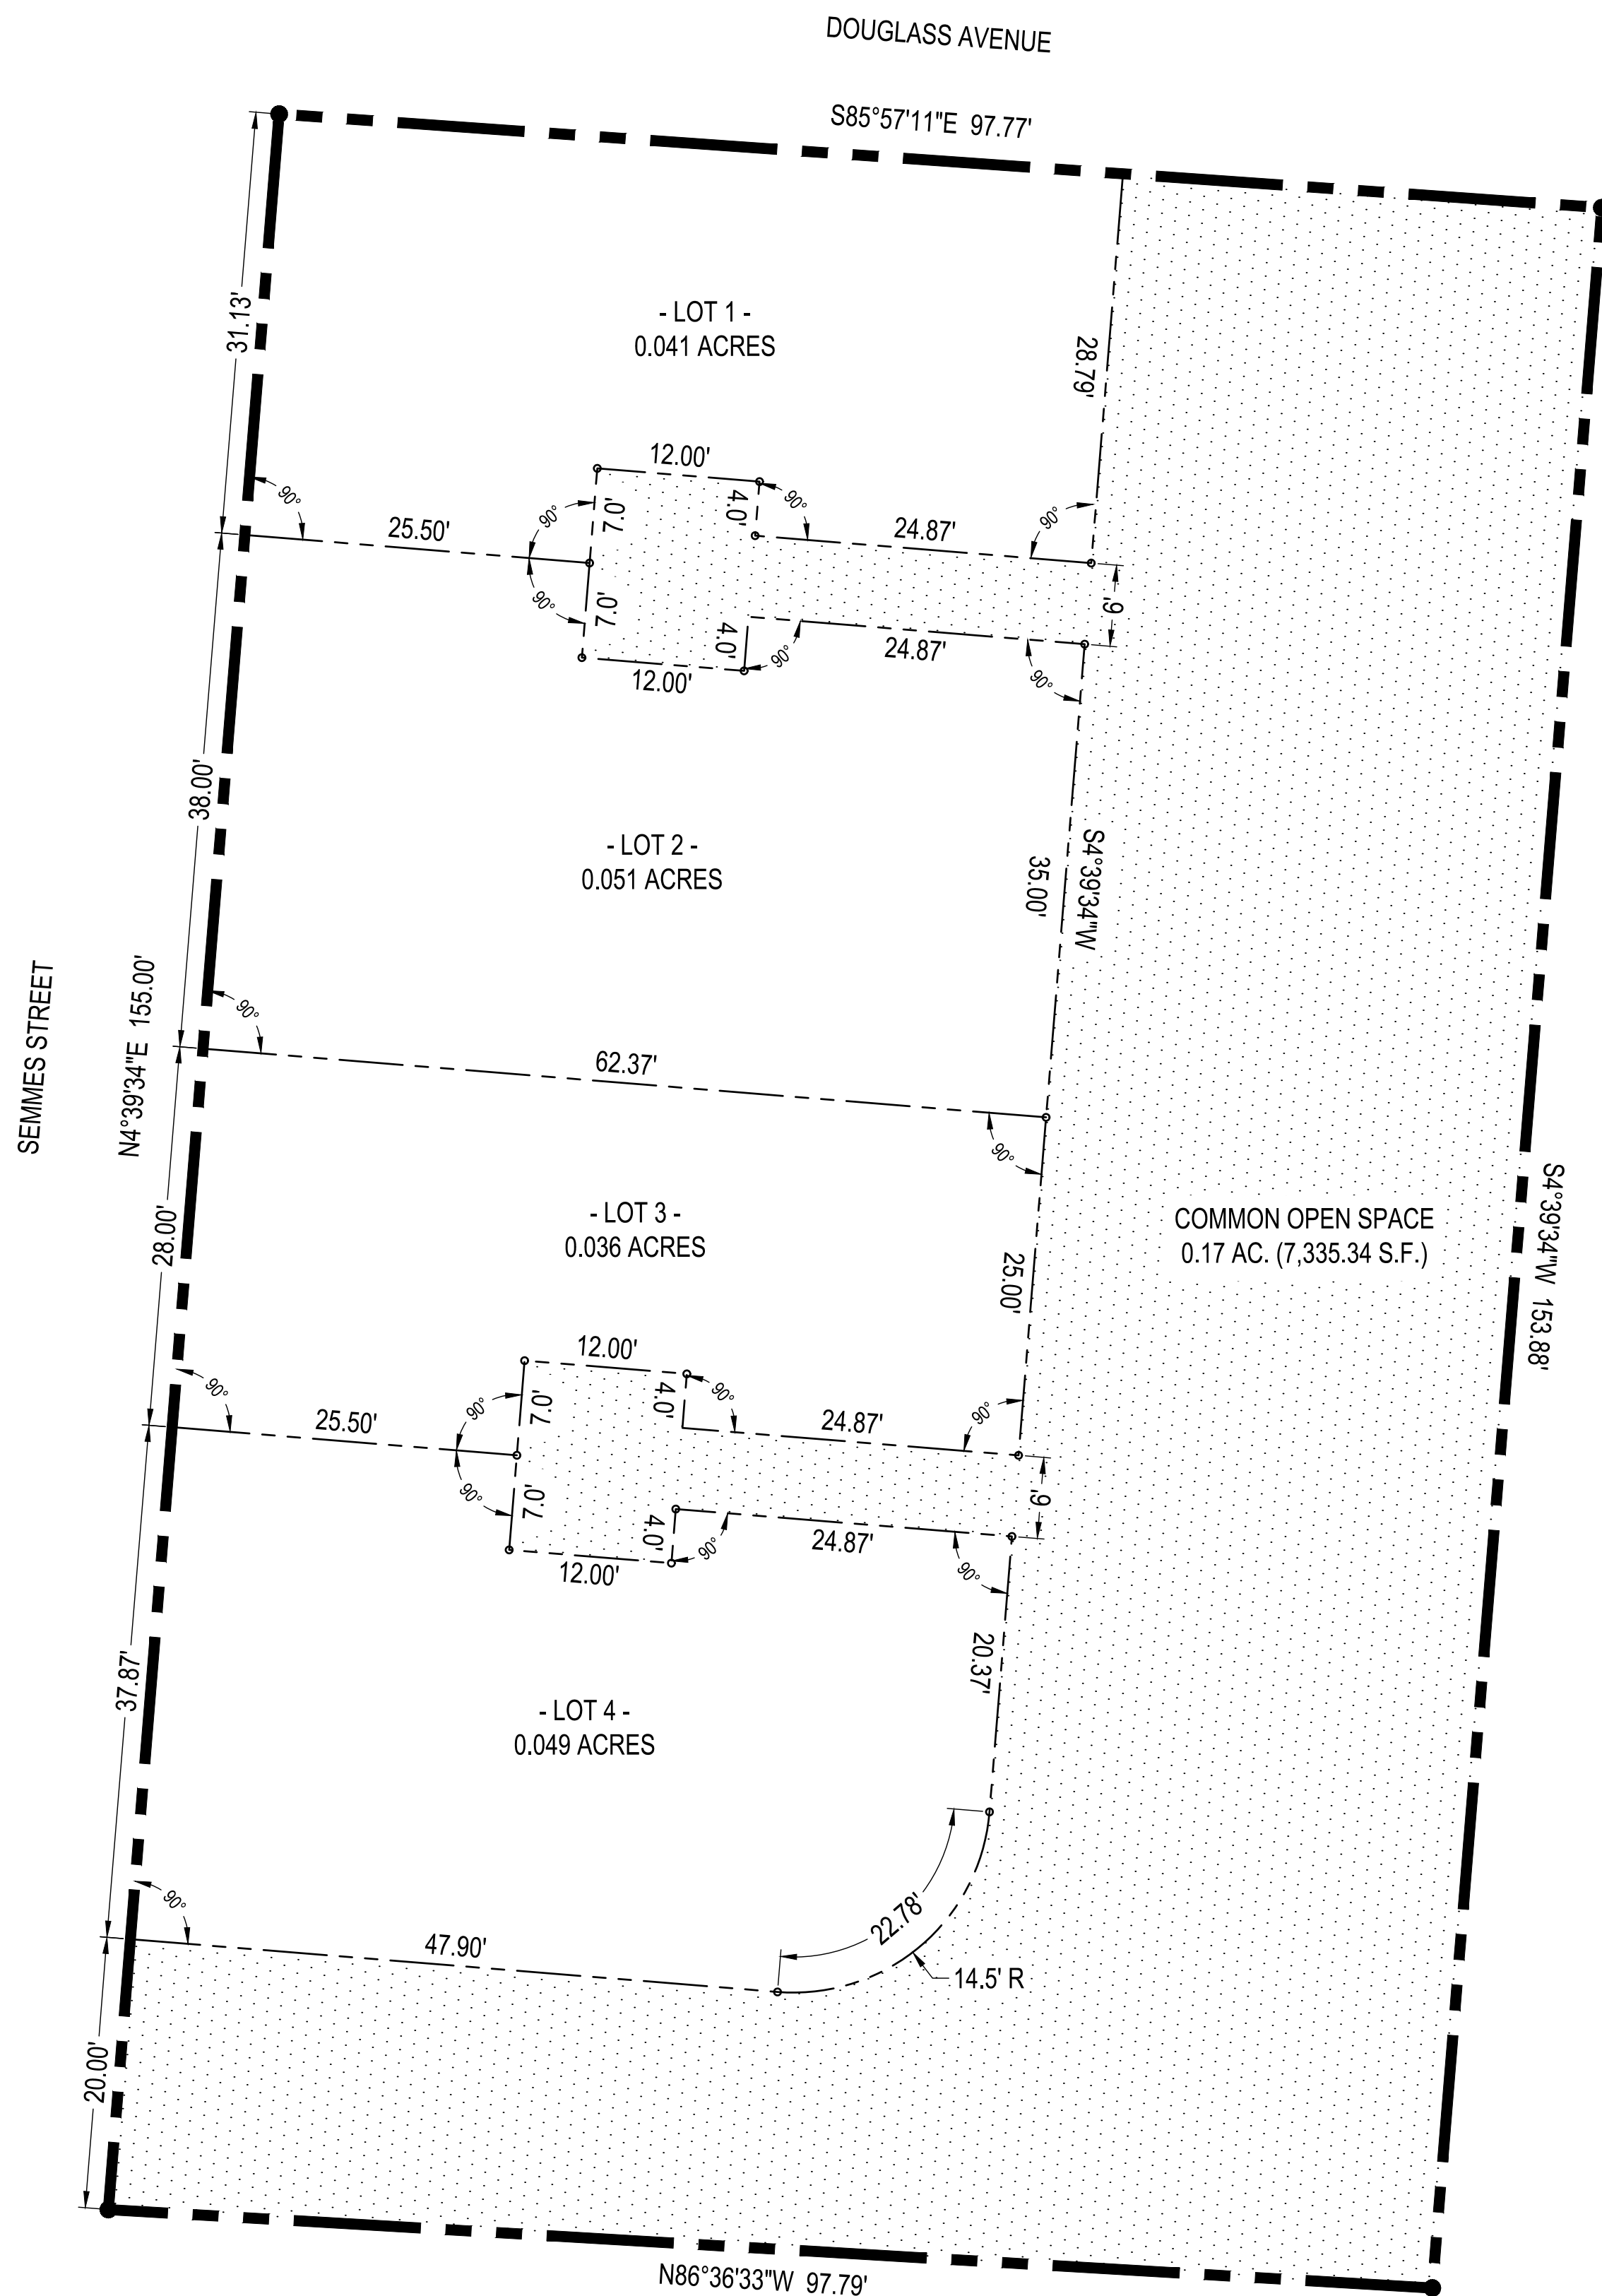 DOUGLASS AVENUE
S85°57'11"E 97.77'
31.13'
- LOT 1 -
0.041 ACRES
28.79'
12.00'
90°
7.0'
4.0'
90°
90°
90°
25.50'
24.87'
90°
7.0'
4.0'
90°
6'
24.87'
12.00'
90°
38.00'
- LOT 2 -
0.051 ACRES
35.00'
S4°39'34"W
SEMMES STREET
N4°39'34"E 155.00'
90°
62.37'
90°
28.00'
- LOT 3 -
0.036 ACRES
25.00'
COMMON OPEN SPACE
0.17 AC. (7,335.34 S.F.)
S4°39'34"W 153.88'
12.00'
90°
90°
7.0'
4.0'
90°
90°
25.50'
24.87'
90°
7.0'
4.0'
90°
6'
24.87'
12.00'
90°
37.87'
20.37'
- LOT 4 -
0.049 ACRES
90°
22.78'
47.90'
14.5' R
20.00'
N86°36'33"W 97.79'